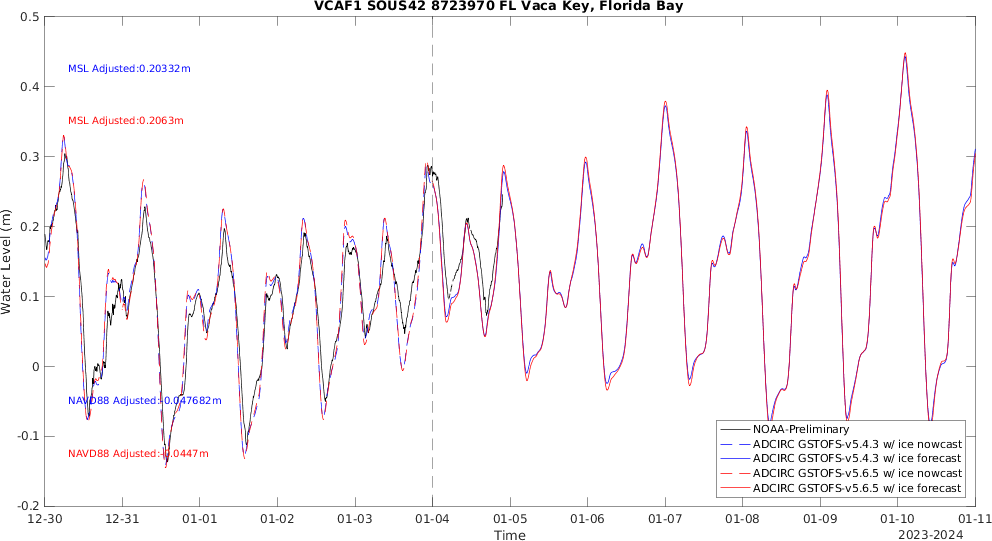 VCAF1 SOUS42 8723970 FL Vaca Key, Florida Bay
0.5
0.4
0.3
0.2
0.1
0
-0.1
-0.2
Water Level (m)
MSL Adjusted:0.20332m
MSL Adjusted:0.2063m
NAVD88 Adjusted:-0.047682m
NAVD88 Adjusted:-0.0447m
NOAA-Preliminary
ADCIRC GSTOFS-v5.4.3 w/ ice nowcast
ADCIRC GSTOFS-v5.4.3 w/ ice forecast
ADCIRC GSTOFS-v5.6.5 w/ ice nowcast
ADCIRC GSTOFS-v5.6.5 w/ ice forecast
12-30 12-31 01-01 01-02 01-03 01-04 01-05 01-06 01-07 01-08 01-09 01-10 01-11
Time
2023-2024